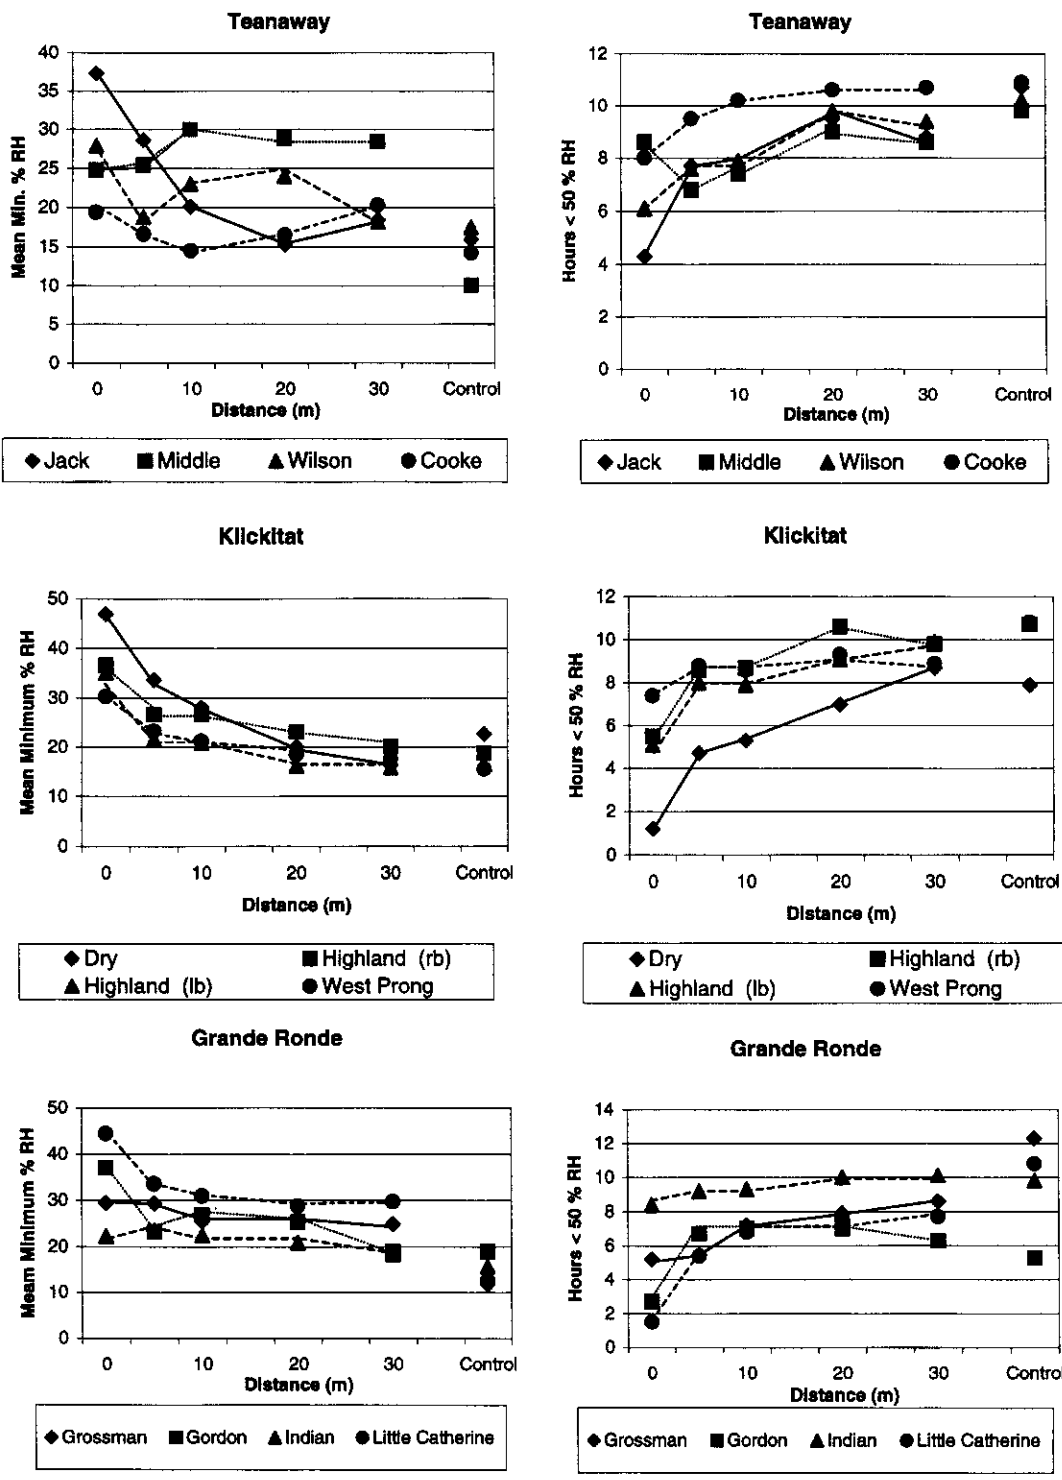 Teanaway
Mean Min. % RH
40
35
30
25
20
15
10
5
0
0 10 20 30 Control
Distance (m)
Jack Middle Wilson Cooke
Teanaway
Hours < 50 % RH
12
10
8
6
4
2
0
0 10 20 30 Control
Distance (m)
Jack Middle Wilson Cooke
Klickitat
Mean Minimum % RH
50
40
30
20
10
0
0 10 20 30 Control
Distance (m)
Dry Highland (rb)
Highland (lb) West Prong
Klickitat
Hours < 50 % RH
12
10
8
6
4
2
0
0 10 20 30 Control
Distance (m)
Dry Highland (rb)
Highland (lb) West Prong
Grande Ronde
Meam Minimum % RH
50
40
30
20
10
0
0 10 20 30 Control
Distance (m)
Grossman Gordon Indian Little Catherine
Grande Ronde
Hours < 50 % RH
14
12
10
8
6
4
2
0
0 10 20 30 Control
Distance (m)
Grossman Gordon Indian Little Catherine